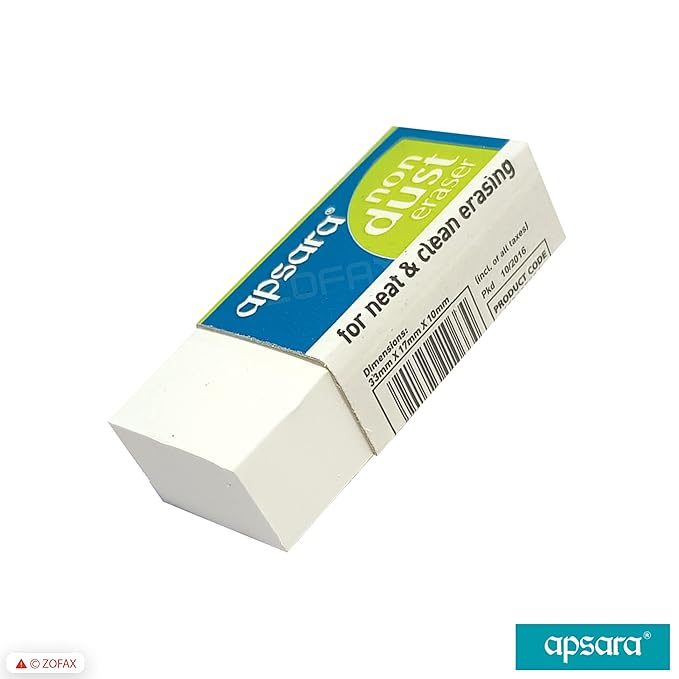 apsara®
non
dust
eraser
for neat & clean erasing
Dimensions:
33mm X 17mm X 10mm
(incl. of all taxes)
Pkd 10/2016
PRODUCT CODE
ZOFAX
© ZOFAX
apsara®